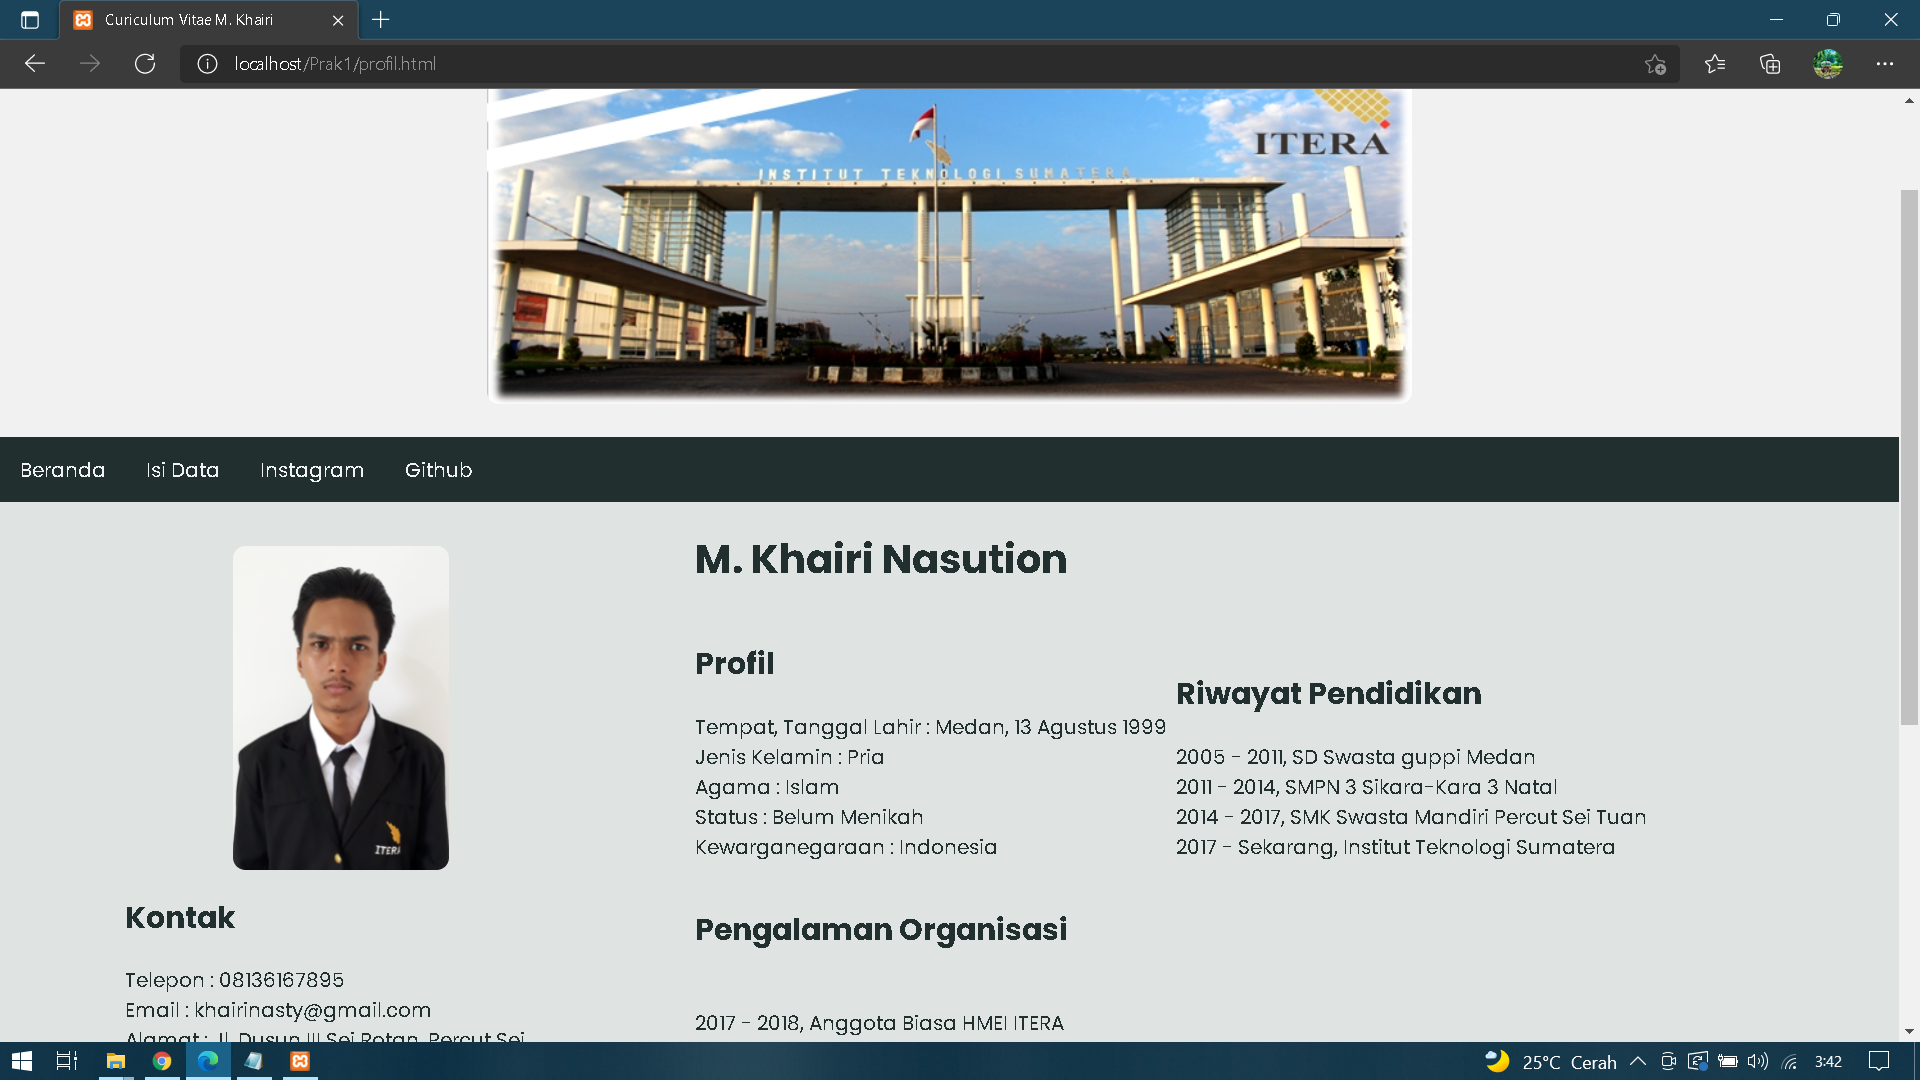 Curiculum Vitae M. Khairi
localhost/Prak1/profil.html
ITERA
INSTITUT TEKNOLOGI SUMATERA
Beranda Isi Data Instagram Github
M. Khairi Nasution
Profil
Tempat, Tanggal Lahir : Medan, 13 Agustus 1999
Jenis Kelamin : Pria
Agama : Islam
Status : Belum Menikah
Kewarganegaraan : Indonesia
Riwayat Pendidikan
2005 - 2011, SD Swasta guppi Medan
2011 - 2014, SMPN 3 Sikara-Kara 3 Natal
2014 - 2017, SMK Swasta Mandiri Percut Sei Tuan
2017 - Sekarang, Institut Teknologi Sumatera
ITERA
Kontak
Telepon : 08136167895
Email : khairinasty@gmail.com
Alamat : Jl. Dusun III Sei Rotan, Percut Sei
Pengalaman Organisasi
2017 - 2018, Anggota Biasa HMEI ITERA
25°C Cerah
3:42